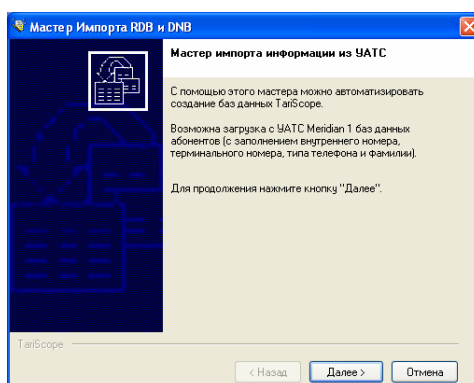 Мастер Импорта RDB и DNB
Мастер импорта информации из УАТС
С помощью этого мастера можно автоматизировать
создание баз данных TariScope.
Возможна загрузка с УАТС Meridian 1 баз данных
абонентов (с заполнением внутреннего номера,
терминального номера, типа телефона и фамилии).
Для продолжения нажмите кнопку "Далее".
TariScope
< Назад
Далее >
Отмена